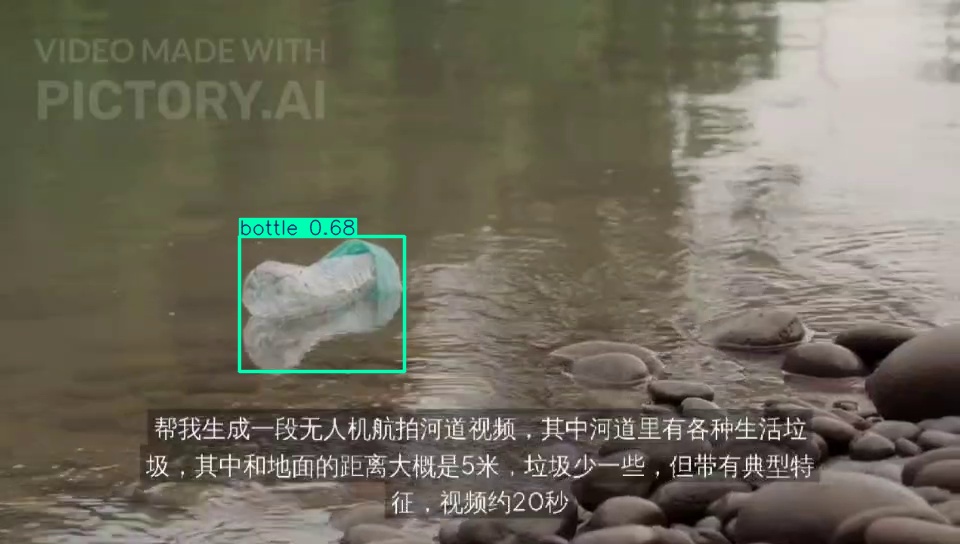 VIDEO MADE WITH
PICTORY.AI
bottle 0.68
帮我生成一段无人机航拍河道视频，其中河道里有各种生活垃
圾，其中和地面的距离大概是5米，垃圾少一些，但带有典型特
征，视频约20秒